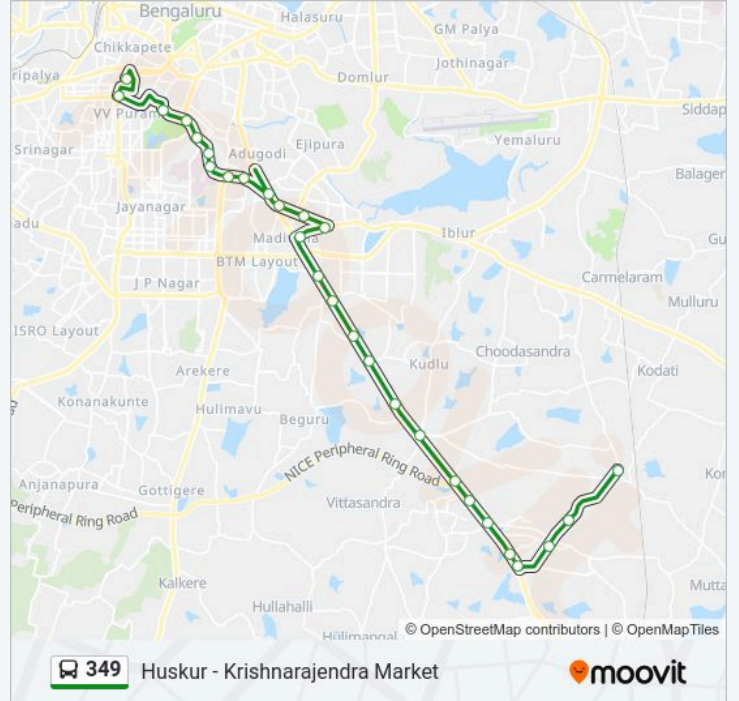 Bengaluru
Halasuru
GM Palya
Chikkapete
Jothinagar
ripalya
Domlur
Siddap
VV Puram
Yemaluru
Srinagar
Ejipura
Adugodi
Balager
Jayanagar
adu
Iblur
Gu
BTM Layout
Carmelaram
J P Nagar
Mulluru
ISRO Layout
Choodasandra
Kudlu
Kodati
Arekere
Konanakunte
Hulimavu
Beguru
NICE Peripheral Ring Road
Anjanapura
Gottigere
Vittasandra
Peripheral Ring Road
Kalkere
Mutta
Hullahalli
Hulimangal
© OpenStreetMap contributors | © OpenMapTiles
349 Huskur - Krishnarajendra Market
moovit